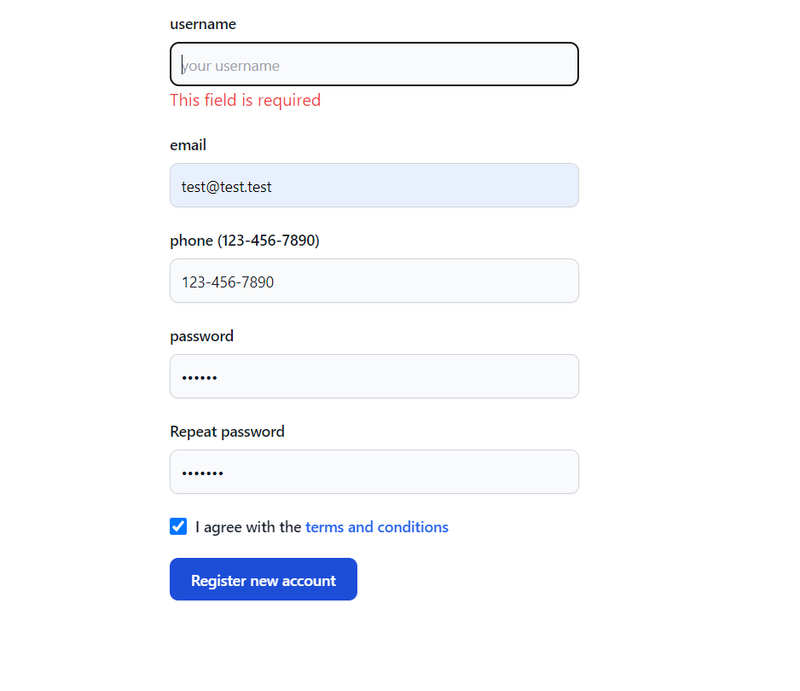 username
your username
This field is required
email
test@test.test
phone (123-456-7890)
123-456-7890
password
••••••
Repeat password
•••••••
I agree with the terms and conditions
Register new account